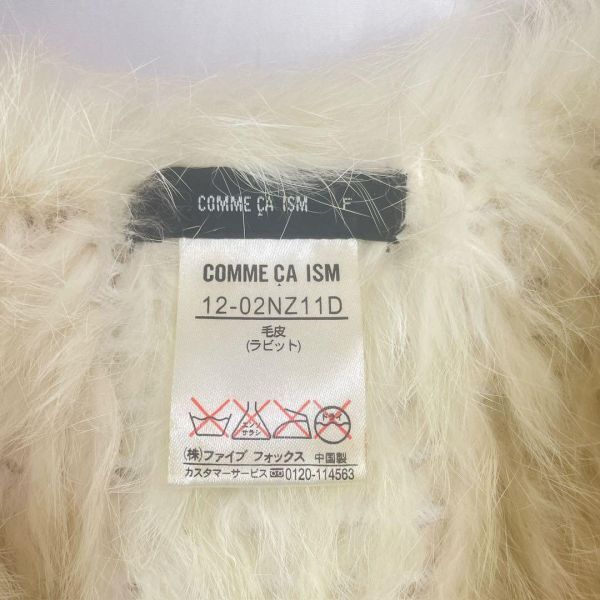 COMME ÇA ISM F
COMME ÇA ISM
12-02NZ11D
毛皮
(ラビット)
エンソ サラシ ドライ
(株)ファイブ フォックス 中国製
カスタマーサービス 0120-114563